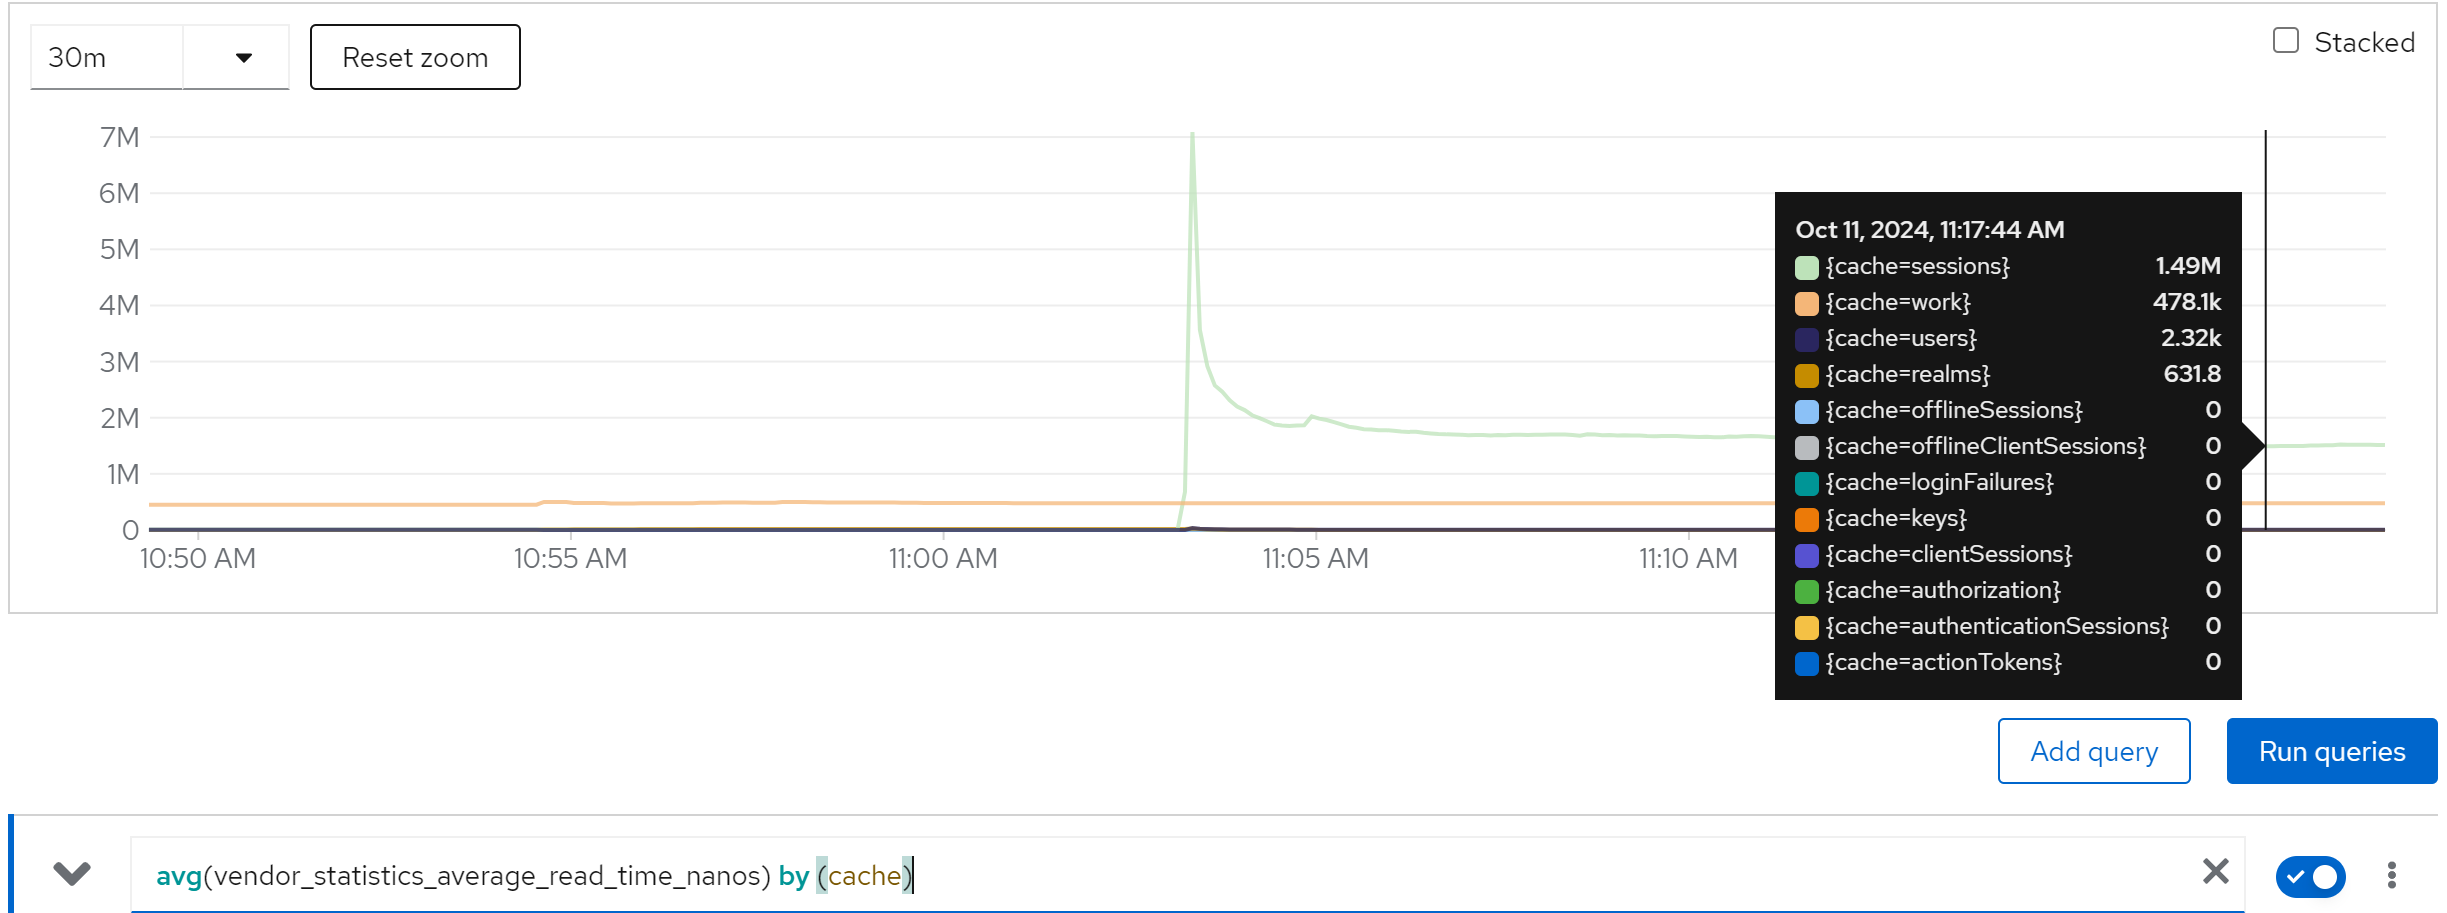 30m
Reset zoom
Stacked
7M
6M
5M
4M
3M
2M
1M
0
10:50 AM
10:55 AM
11:00 AM
11:05 AM
11:10 AM
Oct 11, 2024, 11:17:44 AM
{cache=sessions} 1.49M
{cache=work} 478.1k
{cache=users} 2.32k
{cache=realms} 631.8
{cache=offlineSessions} 0
{cache=offlineClientSessions} 0
{cache=loginFailures} 0
{cache=keys} 0
{cache=clientSessions} 0
{cache=authorization} 0
{cache=authenticationSessions} 0
{cache=actionTokens} 0
Add query
Run queries
avg(vendor_statistics_average_read_time_nanos) by (cache)